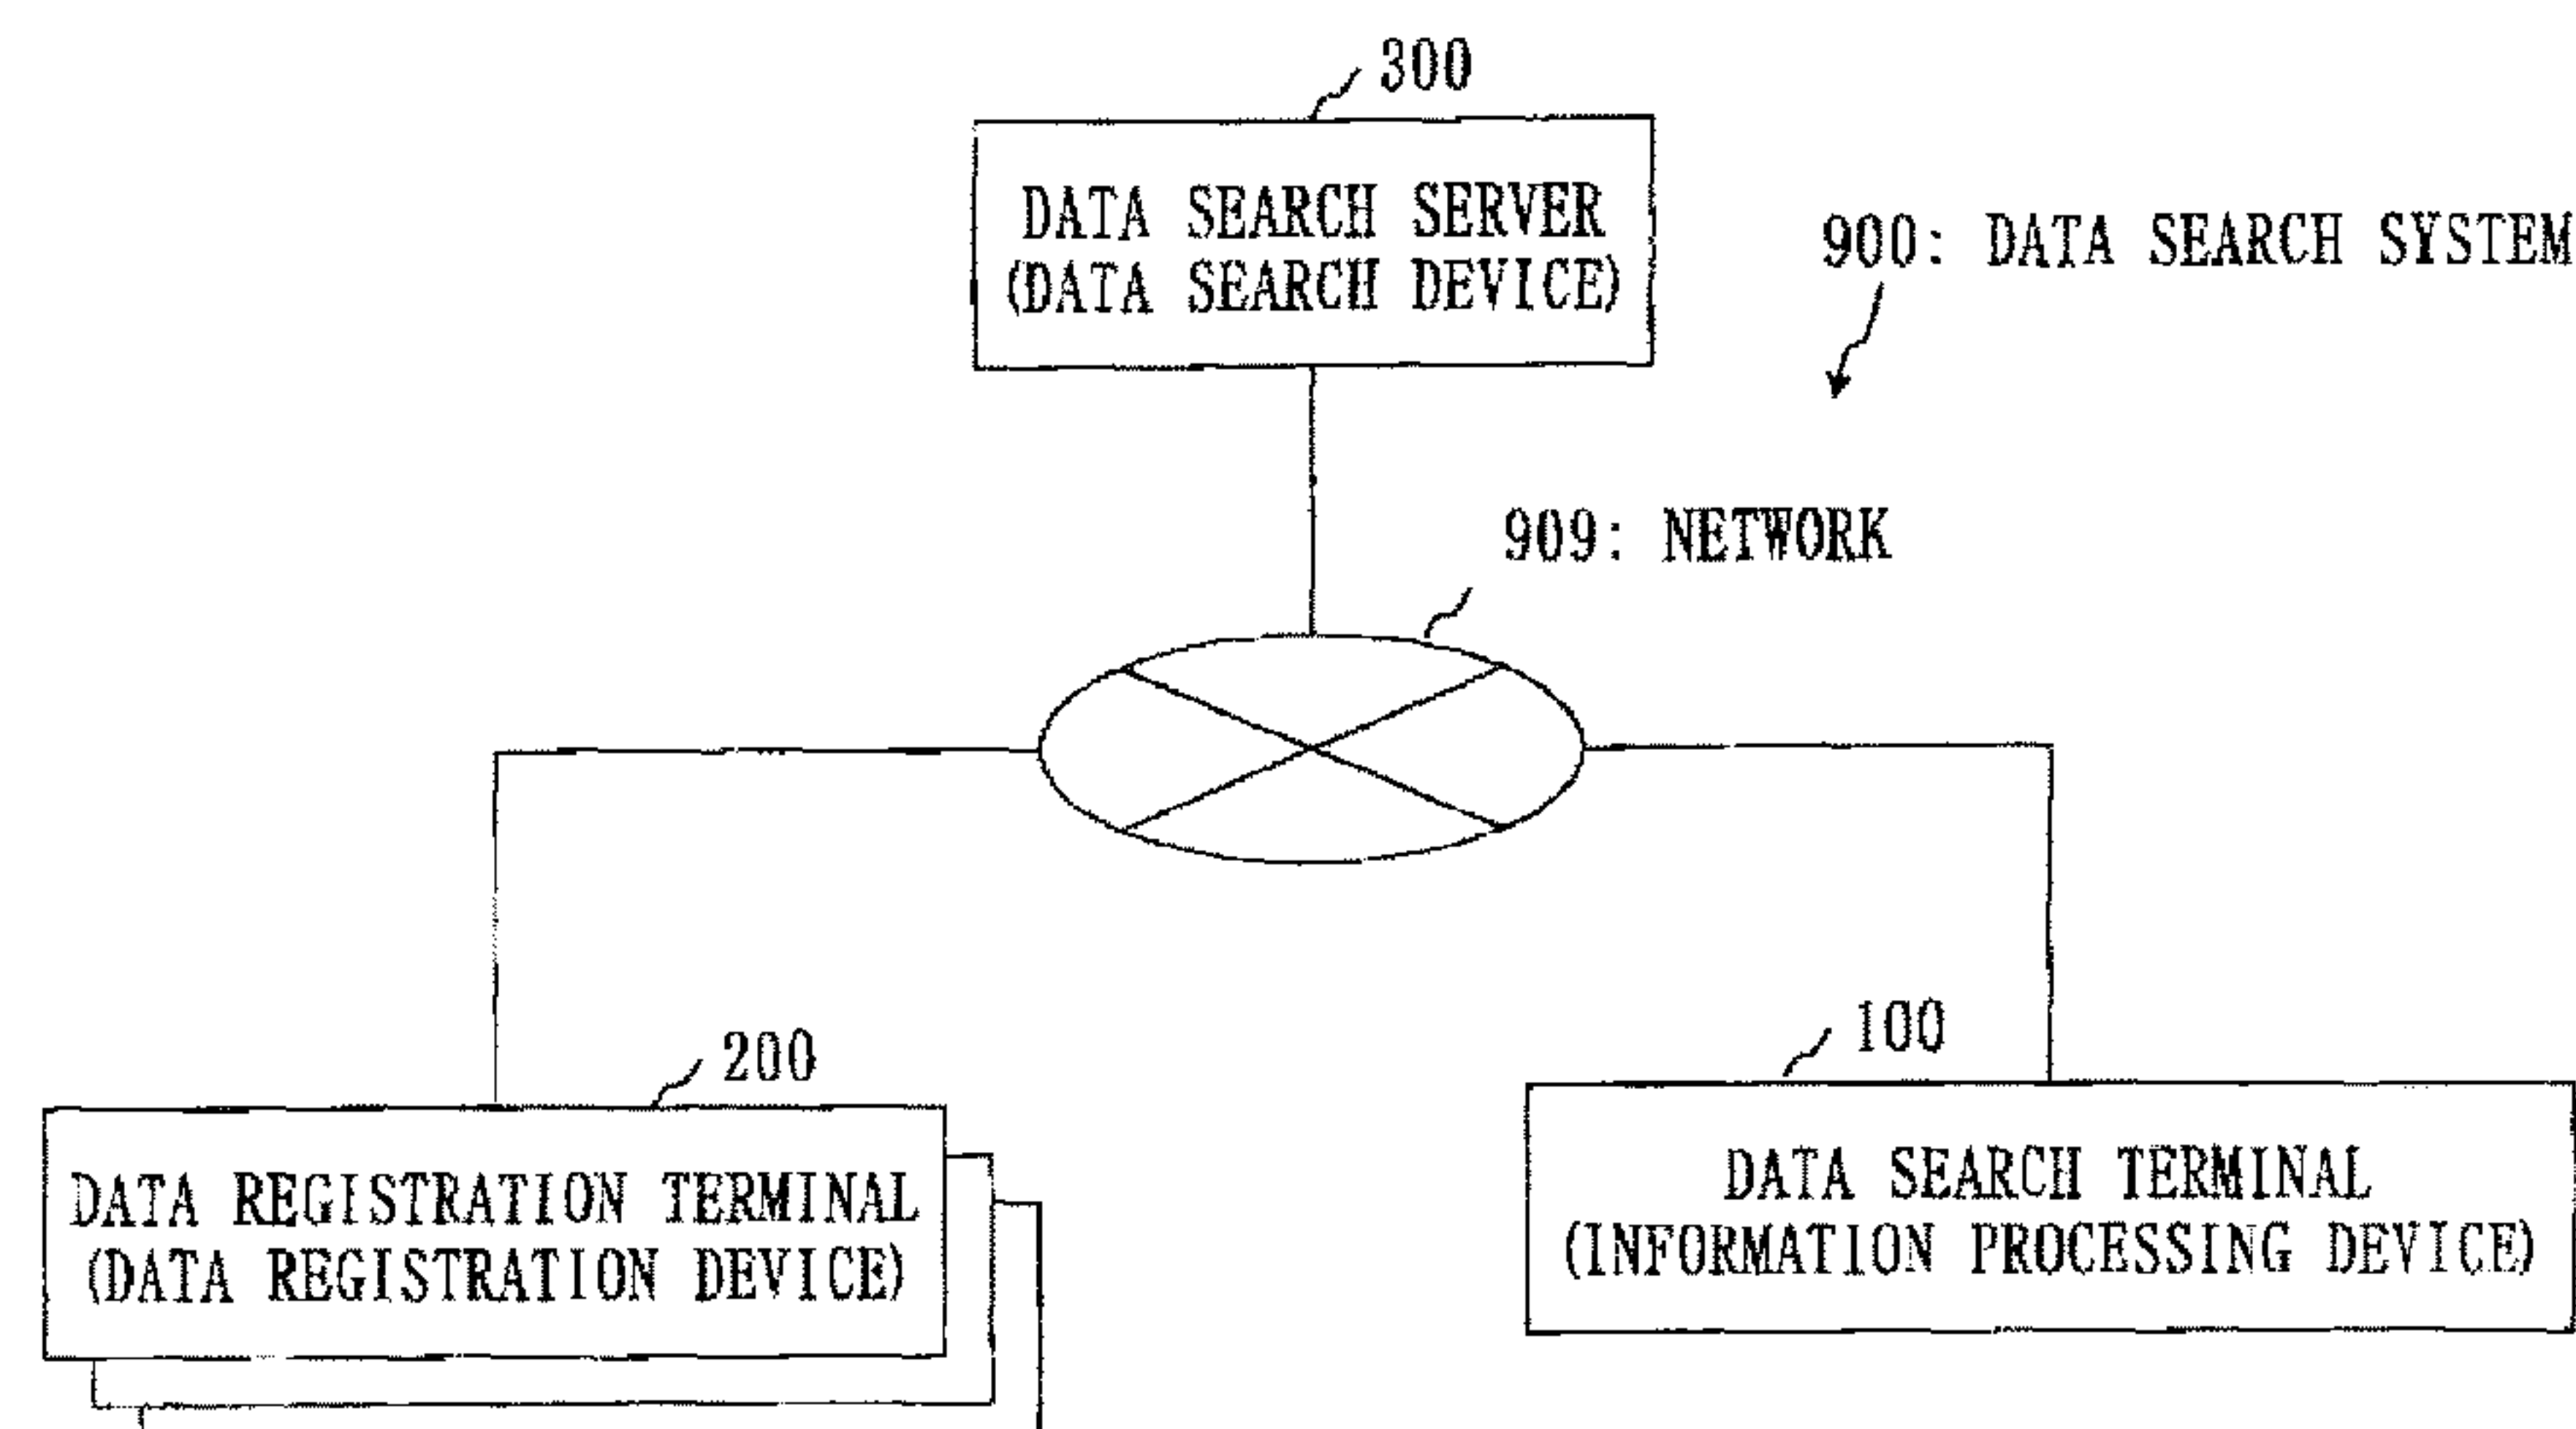 300
DATA SEARCH SERVER
(DATA SEARCH DEVICE)
900: DATA SEARCH SYSTEM
909: NETWORK
200
DATA REGISTRATION TERMINAL
(DATA REGISTRATION DEVICE)
100
DATA SEARCH TERMINAL
(INFORMATION PROCESSING DEVICE)